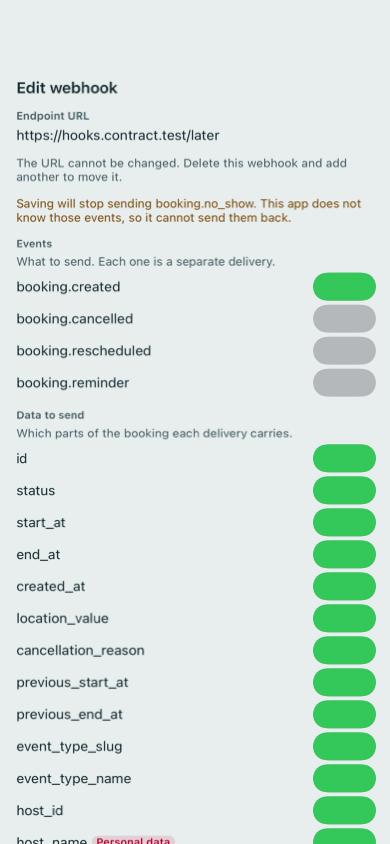 Edit webhook
Endpoint URL
https://hooks.contract.test/later
The URL cannot be changed. Delete this webhook and add
another to move it.
Saving will stop sending booking.no_show. This app does not
know those events, so it cannot send them back.
Events
What to send. Each one is a separate delivery.
booking.created
booking.cancelled
booking.rescheduled
booking.reminder
Data to send
Which parts of the booking each delivery carries.
id
status
start_at
end_at
created_at
location_value
cancellation_reason
previous_start_at
previous_end_at
event_type_slug
event_type_name
host_id
host_name Personal data